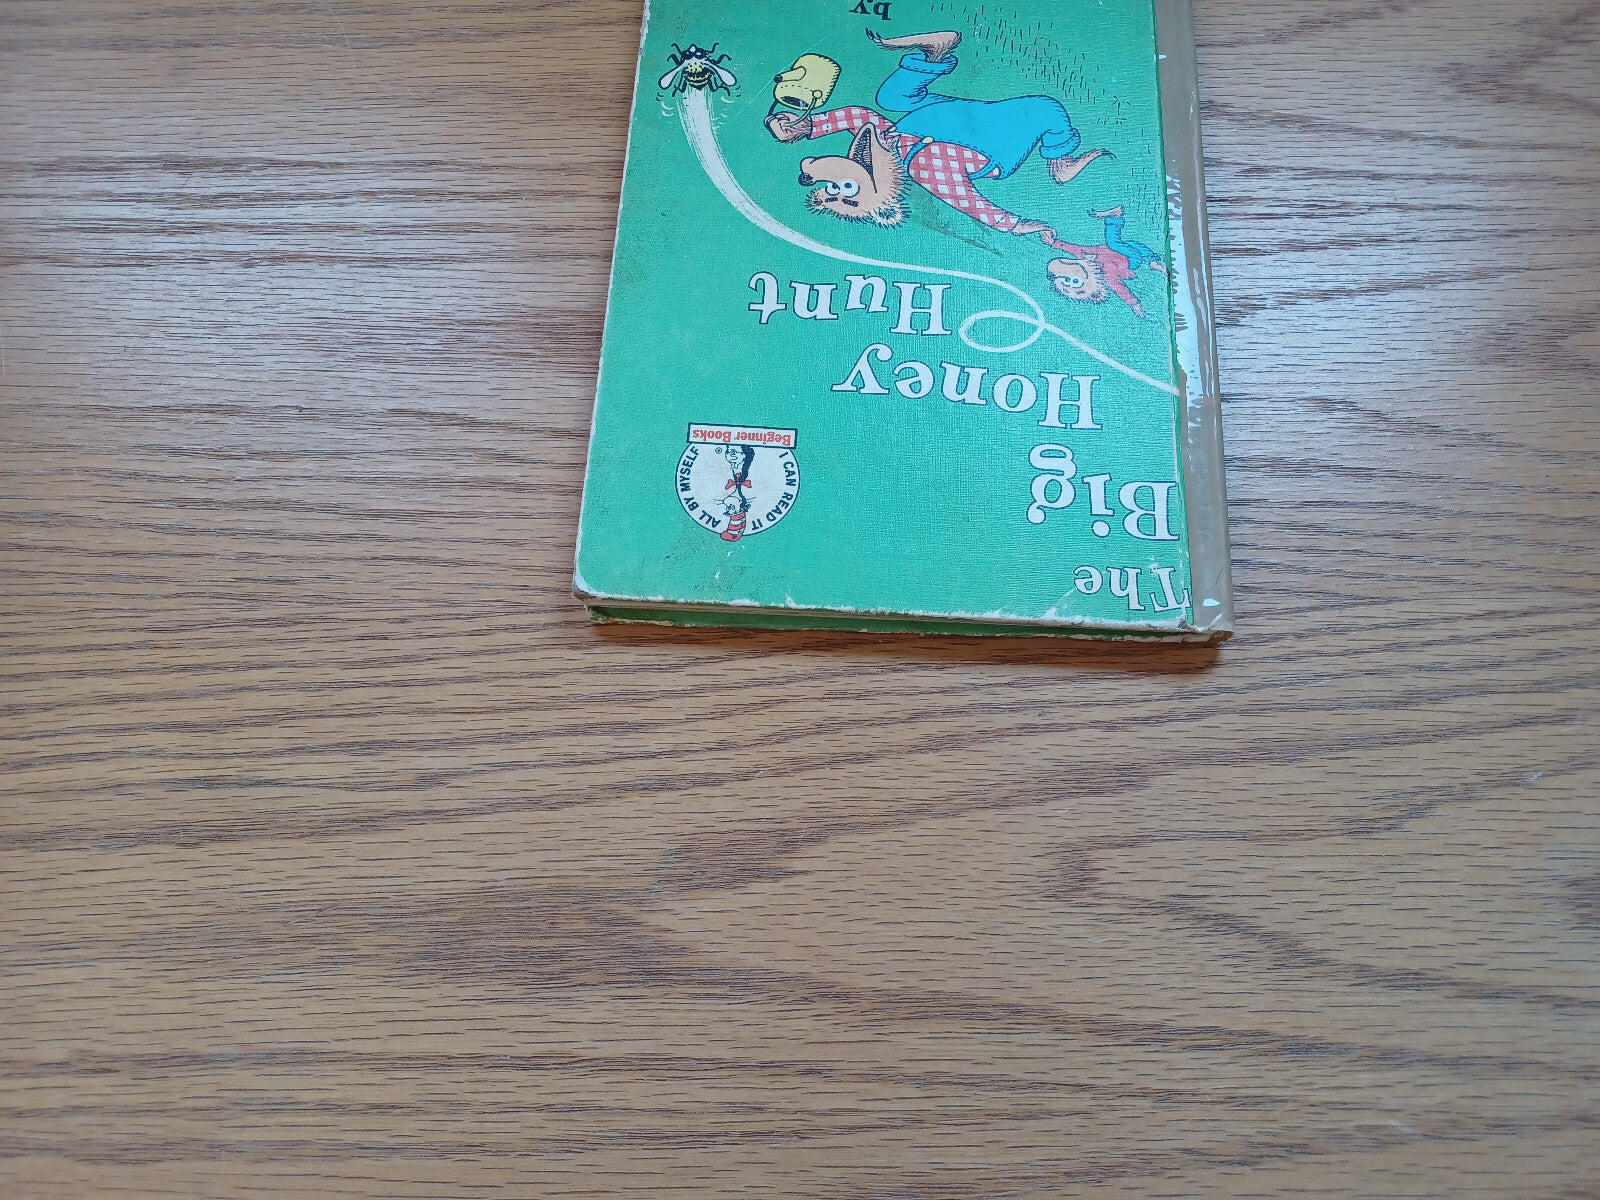 The
Big
Honey
Hunt
I CAN READ IT ALL BY MYSELF
Beginner Books
®
by